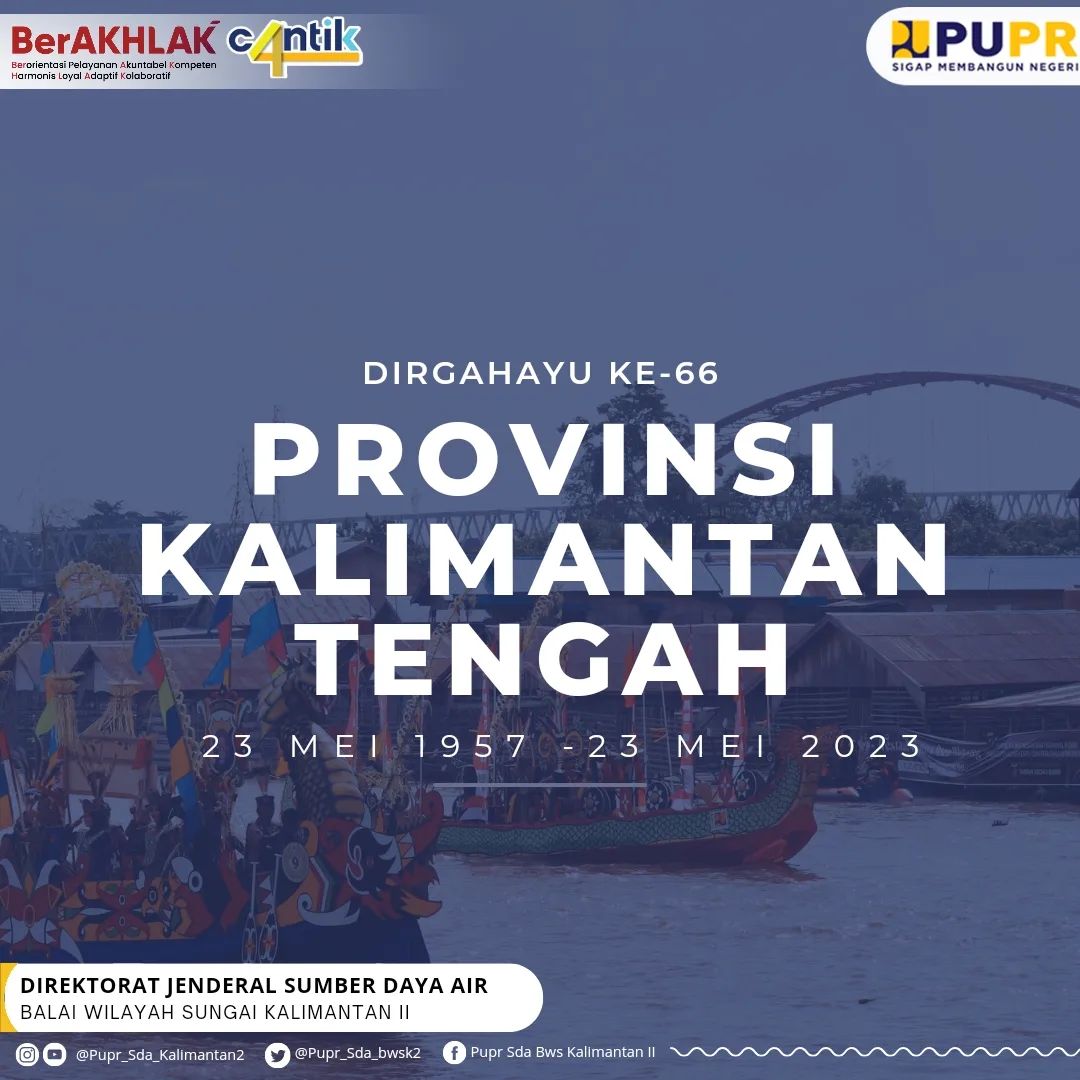 BerAKHLAK
Berorientasi Pelayanan Akuntabel Kompeten
Harmonis Loyal Adaptif Kolaboratif
c4ntik
PUPR
SIGAP MEMBANGUN NEGERI
DIRGAHAYU KE-66
PROVINSI
KALIMANTAN
TENGAH
23 MEI 1957 -23 MEI 2023
DIREKTORAT JENDERAL SUMBER DAYA AIR
BALAI WILAYAH SUNGAI KALIMANTAN II
@Pupr_Sda_Kalimantan2
@Pupr_Sda_bwsk2
Pupr Sda Bws Kalimantan II